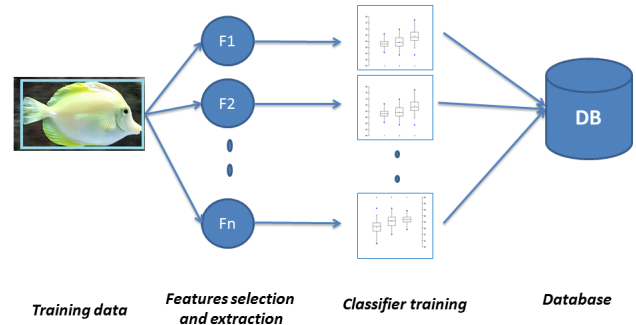 F1
F2
DB
Fn
Training data
Features selection
and extraction
Classifier training
Database